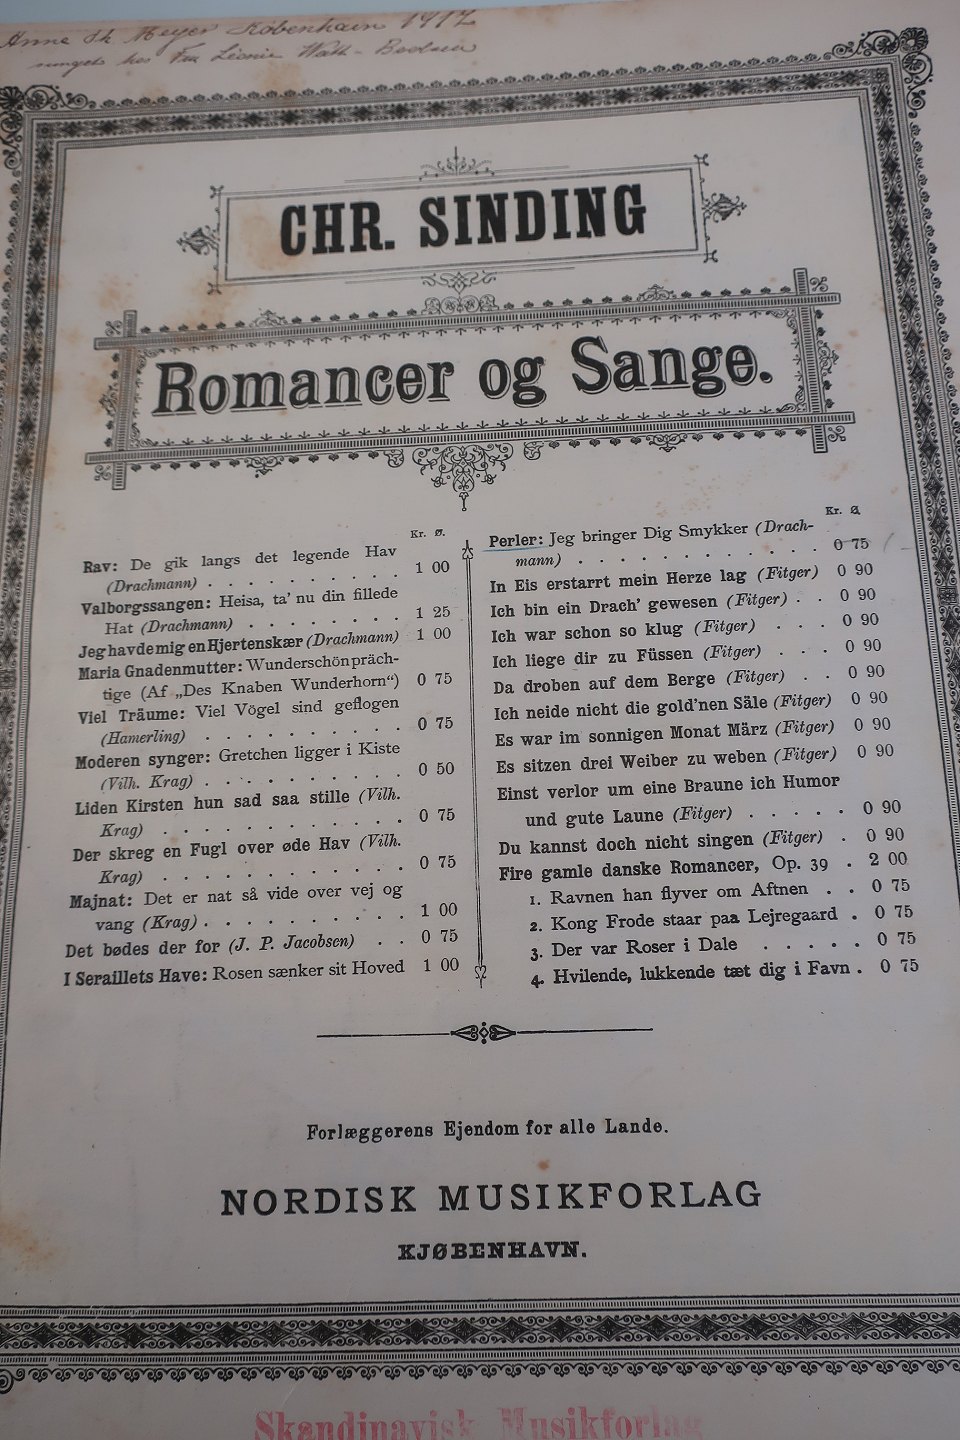 Anne Th Meyer København 1917
sunget hos Fru Léonie Wath-
CHR. SINDING
Romancer og Sange.
Kr. Ø.
Rav: De gik langs det legende Hav
(Drachmann) . . . . . . . . . . 1 00
Valborgssangen: Heisa, ta' nu din fillede
Hat (Drachmann) . . . . . . . . 1 25
Jeg havde mig en Hjertenskær (Drachmann) 1 00
Maria Gnadenmutter: Wunderschön präch-
tige (Af „Des Knaben Wunderhorn") 0 75
Viel Träume: Viel Vögel sind geflogen
(Hamerling) . . . . . . . . . . 0 75
Moderen synger: Gretchen ligger i Kiste
(Vilh. Krag) . . . . . . . . . . 0 50
Liden Kirsten hun sad saa stille (Vilh.
Krag) . . . . . . . . . . . . 0 75
Der skreg en Fugl over øde Hav (Vilh.
Krag) . . . . . . . . . . . . 0 75
Majnat: Det er nat så vide over vej og
vang (Krag) . . . . . . . . . . 1 00
Det bødes der for (J. P. Jacobsen) . . 0 75
I Seraillets Have: Rosen sænker sit Hoved 1 00
Kr. Ø.
Perler: Jeg bringer Dig Smykker (Drach-
mann) . . . . . . . . . . . 0 75
In Eis erstarrt mein Herze lag (Fitger) 0 90
Ich bin ein Drach' gewesen (Fitger) . . 0 90
Ich war schon so klug (Fitger) . . . 0 90
Ich liege dir zu Füssen (Fitger) . . . 0 90
Da droben auf dem Berge (Fitger) . . 0 90
Ich neide nicht die gold'nen Säle (Fitger) 0 90
Es war im sonnigen Monat März (Fitger) 0 90
Es sitzen drei Weiber zu weben (Fitger) 0 90
Einst verlor um eine Braune ich Humor
und gute Laune (Fitger) . . . . . 0 90
Du kannst doch nicht singen (Fitger) . 0 90
Fire gamle danske Romancer, Op. 39 . 2 00
1. Ravnen han flyver om Aftnen . . 0 75
2. Kong Frode staar paa Lejregaard . 0 75
3. Der var Roser i Dale . . . . . 0 75
4. Hvilende, lukkende tæt dig i Favn . 0 75
Forlæggerens Ejendom for alle Lande.
NORDISK MUSIKFORLAG
KJØBENHAVN.
Skandinavisk Musikforlag